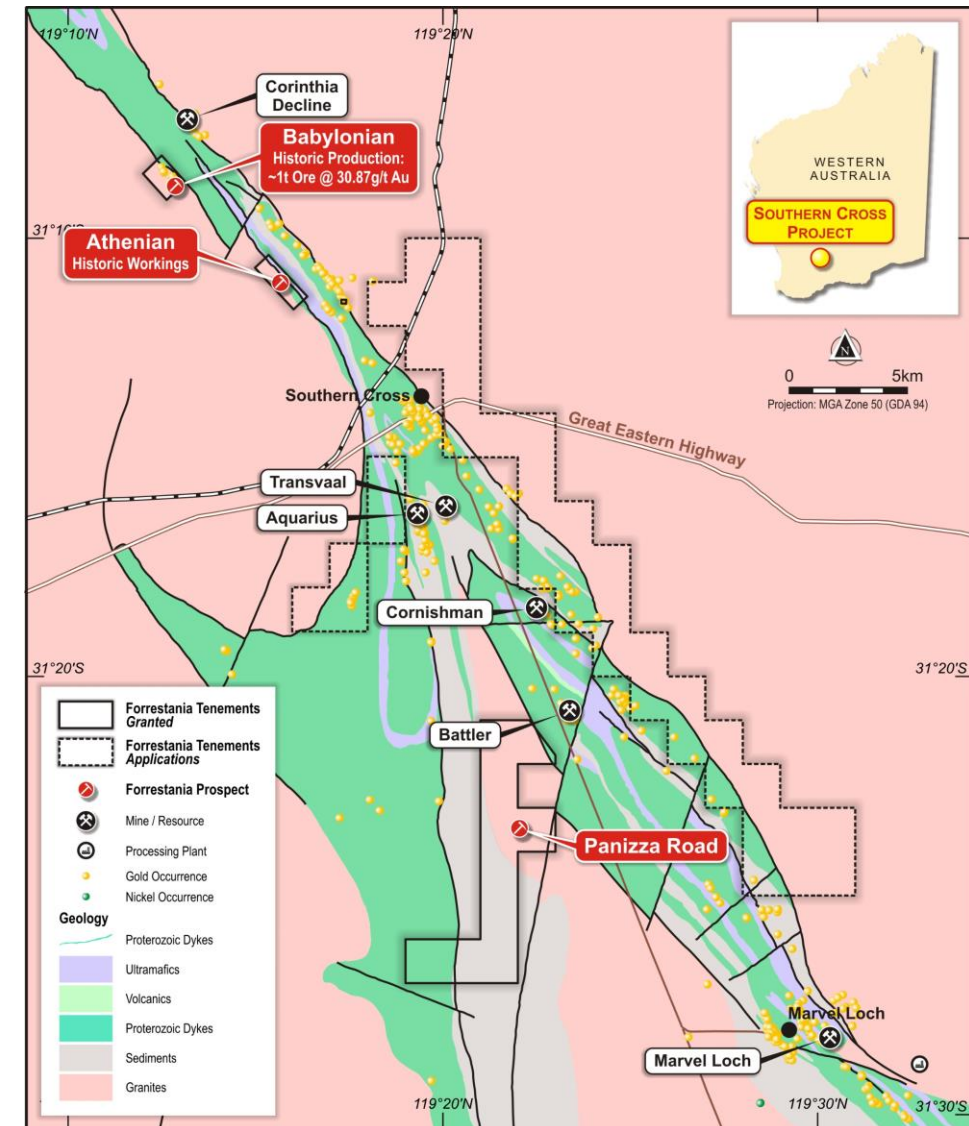 119°10'N
119°20'N
Corinthia
Decline
Babylonian
Historic Production:
~1t Ore @ 30.87g/t Au
31°10'S
Athenian
Historic Workings
WESTERN
AUSTRALIA
SOUTHERN CROSS
PROJECT
N
0 5km
Projection: MGA Zone 50 (GDA 94)
Southern Cross
Great Eastern Highway
Transvaal
Aquarius
Cornishman
31°20'S
31°20'S
Battler
Panizza Road
Forrestania Tenements
Granted
Forrestania Tenements
Applications
Forrestania Prospect
Mine / Resource
Processing Plant
Gold Occurrence
Nickel Occurrence
Geology
Proterozoic Dykes
Ultramafics
Volcanics
Proterozoic Dykes
Sediments
Granites
Marvel Loch
Marvel Loch
119°20'N
119°30'N
31°30'S